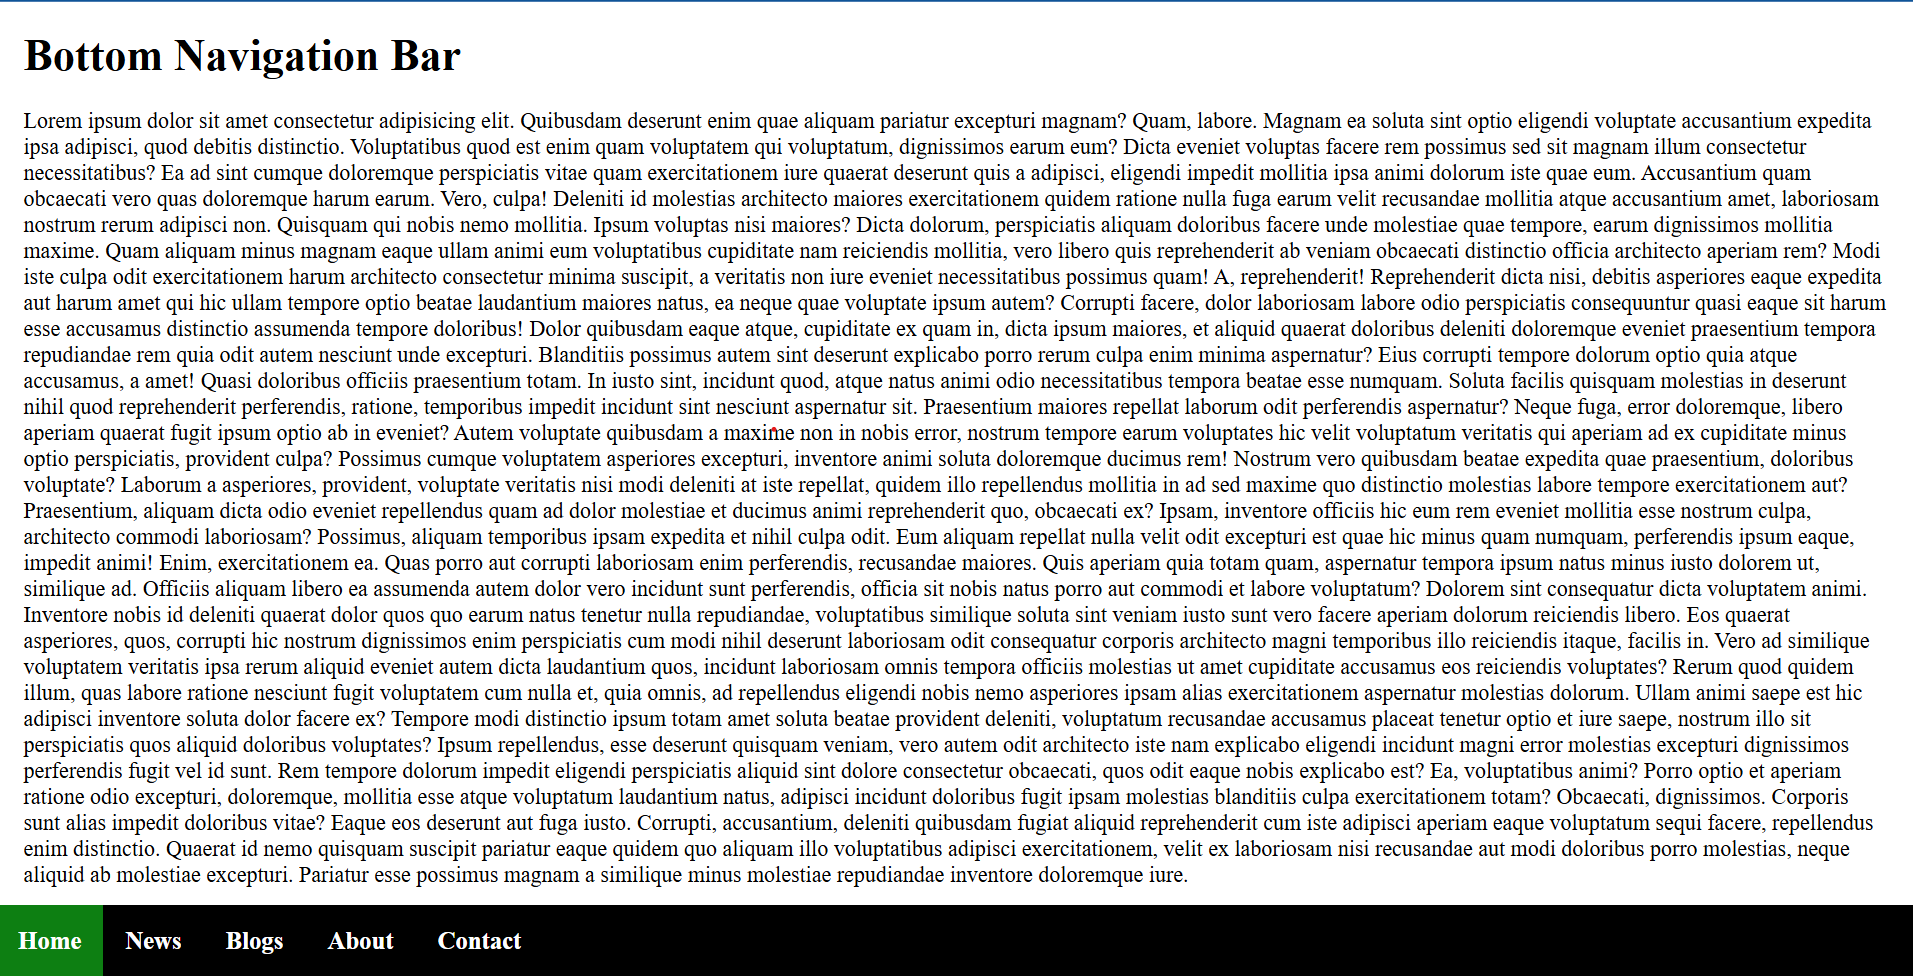 Bottom Navigation Bar
Lorem ipsum dolor sit amet consectetur adipisicing elit. Quibusdam deserunt enim quae aliquam pariatur excepturi magnam? Quam, labore. Magnam ea soluta sint optio eligendi voluptate accusantium expedita
ipsa adipisci, quod debitis distinctio. Voluptatibus quod est enim quam voluptatem qui voluptatum, dignissimos earum eum? Dicta eveniet voluptas facere rem possimus sed sit magnam illum consectetur
necessitatibus? Ea ad sint cumque doloremque perspiciatis vitae quam exercitationem iure quaerat deserunt quis a adipisci, eligendi impedit mollitia ipsa animi dolorum iste quae eum. Accusantium quam
obcaecati vero quas doloremque harum earum. Vero, culpa! Deleniti id molestias architecto maiores exercitationem quidem ratione nulla fuga earum velit recusandae mollitia atque accusantium amet, laboriosam
nostrum rerum adipisci non. Quisquam qui nobis nemo mollitia. Ipsum voluptas nisi maiores? Dicta dolorum, perspiciatis aliquam doloribus facere unde molestiae quae tempore, earum dignissimos mollitia
maxime. Quam aliquam minus magnam eaque ullam animi eum voluptatibus cupiditate nam reiciendis mollitia, vero libero quis reprehenderit ab veniam obcaecati distinctio officia architecto aperiam rem? Modi
iste culpa odit exercitationem harum architecto consectetur minima suscipit, a veritatis non iure eveniet necessitatibus possimus quam! A, reprehenderit! Reprehenderit dicta nisi, debitis asperiores eaque expedita
aut harum amet qui hic ullam tempore optio beatae laudantium maiores natus, ea neque quae voluptate ipsum autem? Corrupti facere, dolor laboriosam labore odio perspiciatis consequuntur quasi eaque sit harum
esse accusamus distinctio assumenda tempore doloribus! Dolor quibusdam eaque atque, cupiditate ex quam in, dicta ipsum maiores, et aliquid quaerat doloribus deleniti doloremque eveniet praesentium tempora
repudiandae rem quia odit autem nesciunt unde excepturi. Blanditiis possimus autem sint deserunt explicabo porro rerum culpa enim minima aspernatur? Eius corrupti tempore dolorum optio quia atque
accusamus, a amet! Quasi doloribus officiis praesentium totam. In iusto sint, incidunt quod, atque natus animi odio necessitatibus tempora beatae esse numquam. Soluta facilis quisquam molestias in deserunt
nihil quod reprehenderit perferendis, ratione, temporibus impedit incidunt sint nesciunt aspernatur sit. Praesentium maiores repellat laborum odit perferendis aspernatur? Neque fuga, error doloremque, libero
aperiam quaerat fugit ipsum optio ab in eveniet? Autem voluptate quibusdam a maxime non in nobis error, nostrum tempore earum voluptates hic velit voluptatum veritatis qui aperiam ad ex cupiditate minus
optio perspiciatis, provident culpa? Possimus cumque voluptatem asperiores excepturi, inventore animi soluta doloremque ducimus rem! Nostrum vero quibusdam beatae expedita quae praesentium, doloribus
voluptate? Laborum a asperiores, provident, voluptate veritatis nisi modi deleniti at iste repellat, quidem illo repellendus mollitia in ad sed maxime quo distinctio molestias labore tempore exercitationem aut?
Praesentium, aliquam dicta odio eveniet repellendus quam ad dolor molestiae et ducimus animi reprehenderit quo, obcaecati ex? Ipsam, inventore officiis hic eum rem eveniet mollitia esse nostrum culpa,
architecto commodi laboriosam? Possimus, aliquam temporibus ipsam expedita et nihil culpa odit. Eum aliquam repellat nulla velit odit excepturi est quae hic minus quam numquam, perferendis ipsum eaque,
impedit animi! Enim, exercitationem ea. Quas porro aut corrupti laboriosam enim perferendis, recusandae maiores. Quis aperiam quia totam quam, aspernatur tempora ipsum natus minus iusto dolorem ut,
similique ad. Officiis aliquam libero ea assumenda autem dolor vero incidunt sunt perferendis, officia sit nobis natus porro aut commodi et labore voluptatum? Dolorem sint consequatur dicta voluptatem animi.
Inventore nobis id deleniti quaerat dolor quos quo earum natus tenetur nulla repudiandae, voluptatibus similique soluta sint veniam iusto sunt vero facere aperiam dolorum reiciendis libero. Eos quaerat
asperiores, quos, corrupti hic nostrum dignissimos enim perspiciatis cum modi nihil deserunt laboriosam odit consequatur corporis architecto magni temporibus illo reiciendis itaque, facilis in. Vero ad similique
voluptatem veritatis ipsa rerum aliquid eveniet autem dicta laudantium quos, incidunt laboriosam omnis tempora officiis molestias ut amet cupiditate accusamus eos reiciendis voluptates? Rerum quod quidem
illum, quas labore ratione nesciunt fugit voluptatem cum nulla et, quia omnis, ad repellendus eligendi nobis nemo asperiores ipsam alias exercitationem aspernatur molestias dolorum. Ullam animi saepe est hic
adipisci inventore soluta dolor facere ex? Tempore modi distinctio ipsum totam amet soluta beatae provident deleniti, voluptatum recusandae accusamus placeat tenetur optio et iure saepe, nostrum illo sit
perspiciatis quos aliquid doloribus voluptates? Ipsum repellendus, esse deserunt quisquam veniam, vero autem odit architecto iste nam explicabo eligendi incidunt magni error molestias excepturi dignissimos
perferendis fugit vel id sunt. Rem tempore dolorum impedit eligendi perspiciatis aliquid sint dolore consectetur obcaecati, quos odit eaque nobis explicabo est? Ea, voluptatibus animi? Porro optio et aperiam
ratione odio excepturi, doloremque, mollitia esse atque voluptatum laudantium natus, adipisci incidunt doloribus fugit ipsam molestias blanditiis culpa exercitationem totam? Obcaecati, dignissimos. Corporis
sunt alias impedit doloribus vitae? Eaque eos deserunt aut fuga iusto. Corrupti, accusantium, deleniti quibusdam fugiat aliquid reprehenderit cum iste adipisci aperiam eaque voluptatum sequi facere, repellendus
enim distinctio. Quaerat id nemo quisquam suscipit pariatur eaque quidem quo aliquam illo voluptatibus adipisci exercitationem, velit ex laboriosam nisi recusandae aut modi doloribus porro molestias, neque
aliquid ab molestiae excepturi. Pariatur esse possimus magnam a similique minus molestiae repudiandae inventore doloremque iure.
Home News Blogs About Contact